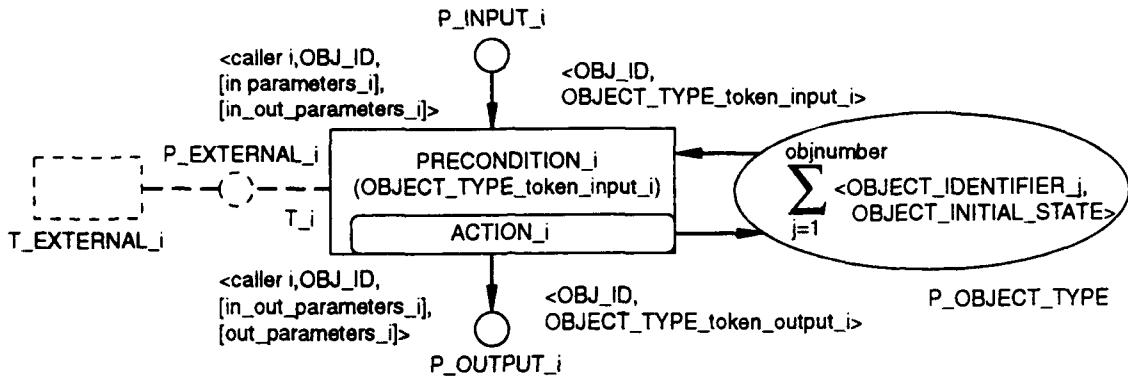 P_INPUT_i
<caller i,OBJ_ID,
[in parameters_i],
[in_out_parameters_i]>
<OBJ_ID,
OBJECT_TYPE_token_input_i>
P_EXTERNAL_i
T_EXTERNAL_i
T_i
PRECONDITION_i
(OBJECT_TYPE_token_input_i)
ACTION_i
objnumber
∑
j=1
<OBJECT_IDENTIFIER_j,
OBJECT_INITIAL_STATE>
P_OBJECT_TYPE
<caller i,OBJ_ID,
[in_out_parameters_i],
[out_parameters_i]>
<OBJ_ID,
OBJECT_TYPE_token_output_i>
P_OUTPUT_i